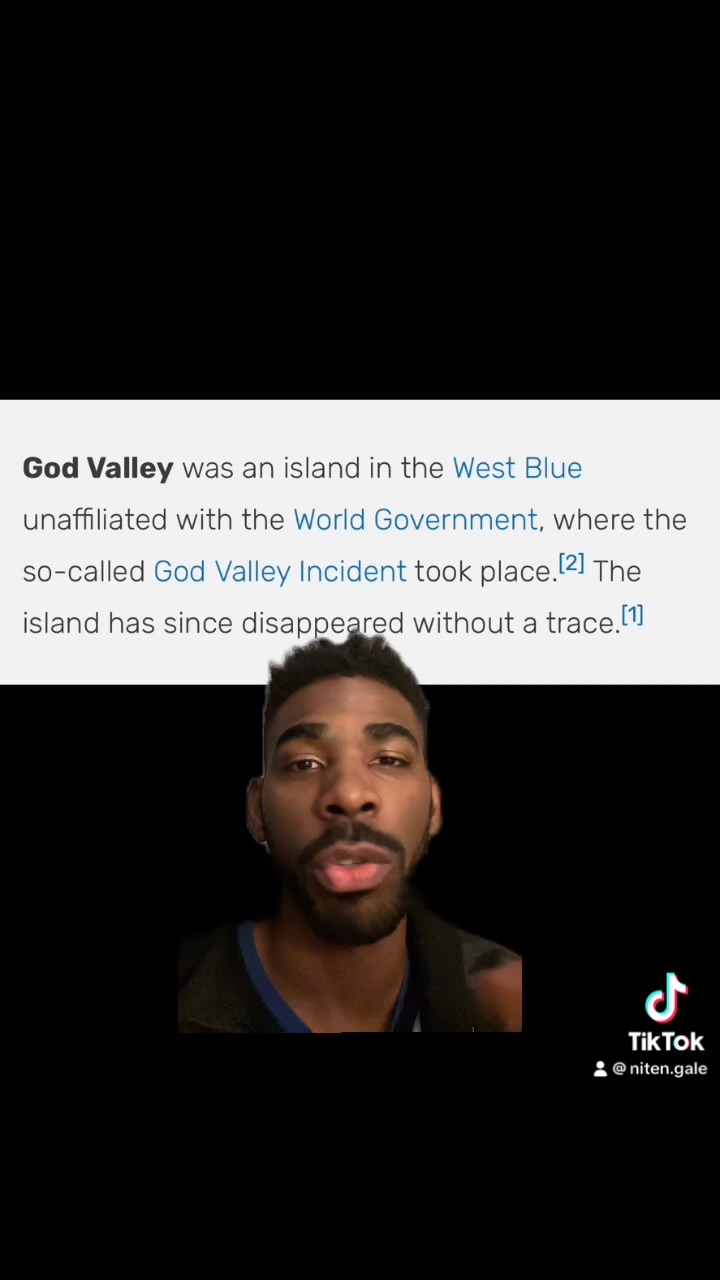 God Valley was an island in the West Blue
unaffiliated with the World Government, where the
so-called God Valley Incident took place.[2] The
island has since disappeared without a trace.[1]
TikTok
@ niten.gale